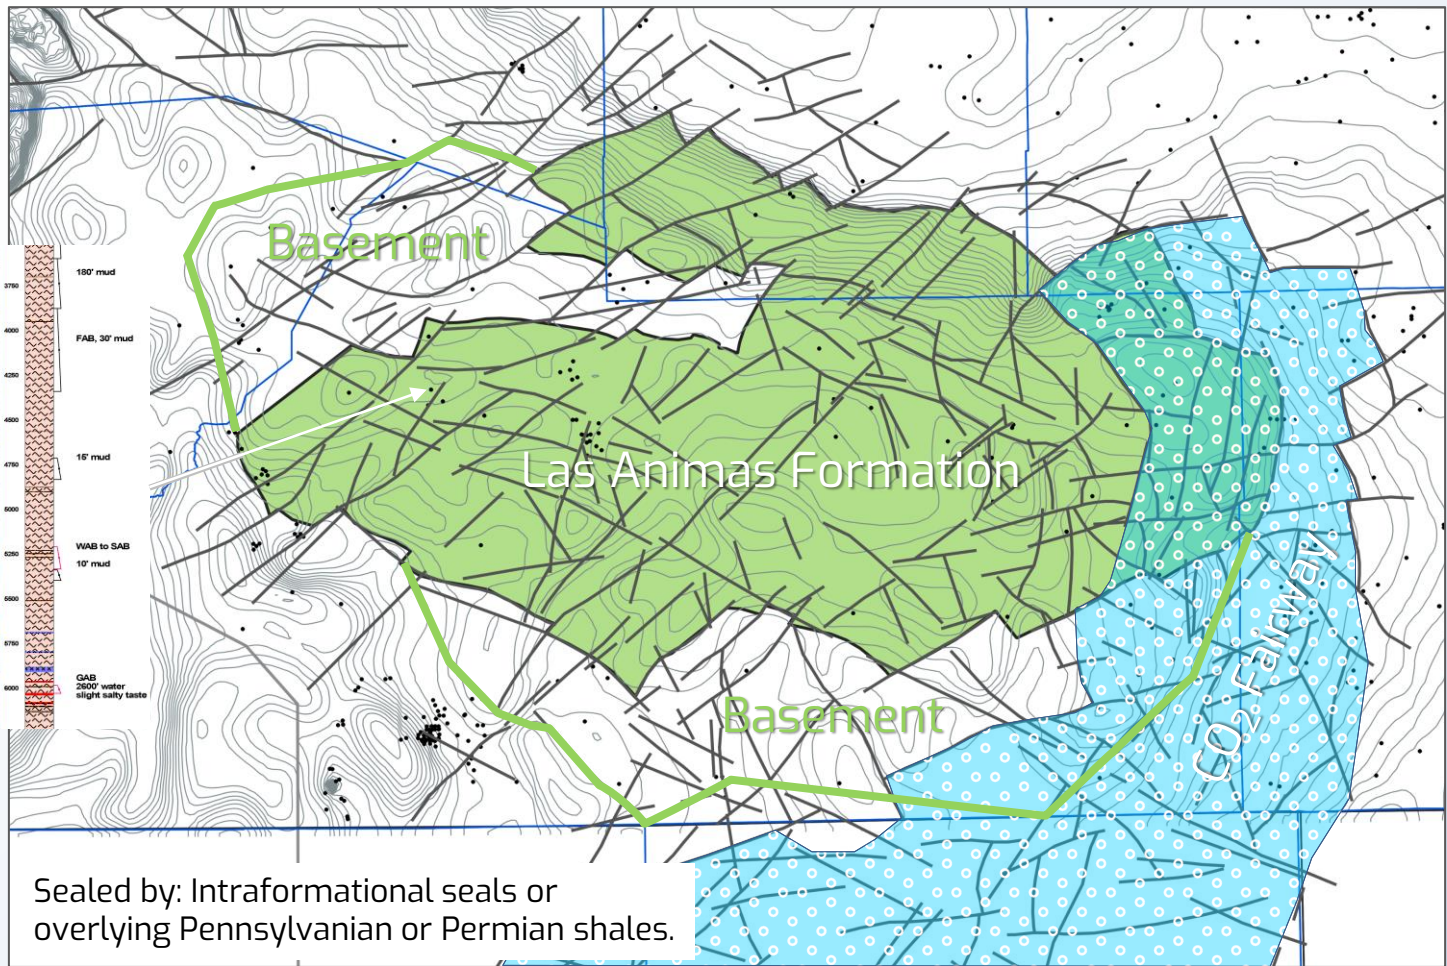 Basement
180' mud
3750
4000
FAB, 30' mud
4250
4500
15' mud
4750
Las Animas Formation
5000
WAB to SAB
5250
10' mud
5500
CO2 Fairway
5750
GAB
2600' water
slight salty taste
6000
Basement
Sealed by: Intraformational seals or
overlying Pennsylvanian or Permian shales.